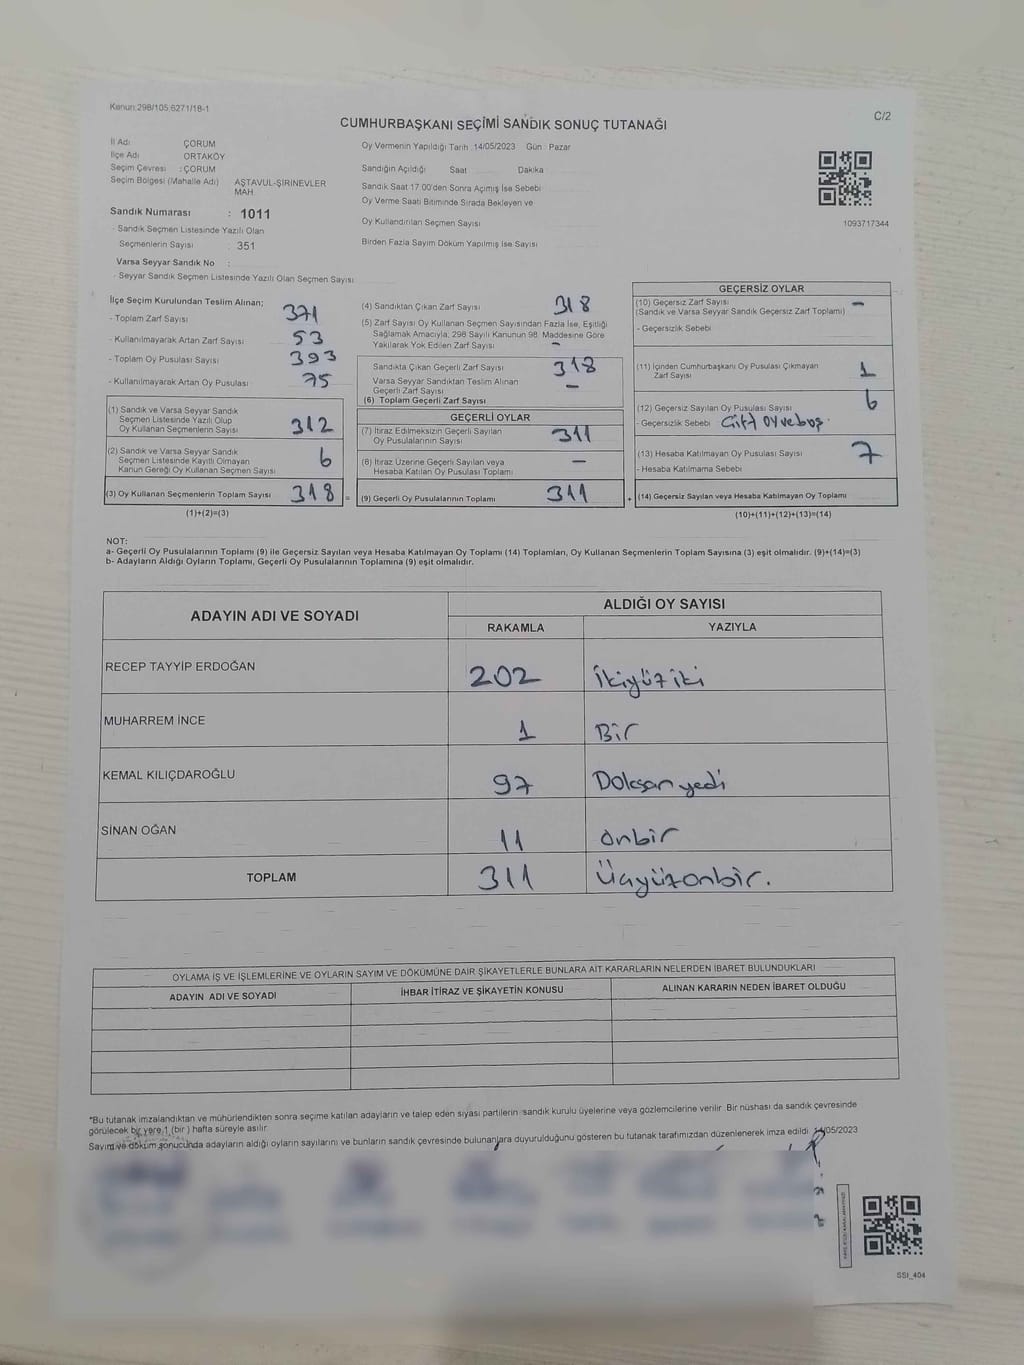 Kanun:298/105 6271/18-1
C/2
CUMHURBAŞKANI SEÇİMİ SANDIK SONUÇ TUTANAĞI
İl Adı : ÇORUM
İlçe Adı : ORTAKÖY
Seçim Çevresi : ÇORUM
Seçim Bölgesi (Mahalle Adı) : AŞTAVUL-ŞİRİNEVLER MAH
Sandık Numarası : 1011
- Sandık Seçmen Listesinde Yazılı Olan
Seçmenlerin Sayısı : 351
Varsa Seyyar Sandık No :
- Seyyar Sandık Seçmen Listesinde Yazılı Olan Seçmen Sayısı
Oy Vermenin Yapıldığı Tarih :14/05/2023 Gün : Pazar
Sandığın Açıldığı Saat Dakika
Sandık Saat 17:00'den Sonra Açılmış İse Sebebi
Oy Verme Saati Bitiminde Sırada Bekleyen ve
Oy Kullandırılan Seçmen Sayısı
Birden Fazla Sayım Döküm Yapılmış İse Sayısı
1093717344
İlçe Seçim Kurulundan Teslim Alınan;
- Toplam Zarf Sayısı 371
- Kullanılmayarak Artan Zarf Sayısı 53
- Toplam Oy Pusulası Sayısı 393
- Kullanılmayarak Artan Oy Pusulası 75
(1) Sandık ve Varsa Seyyar Sandık
Seçmen Listesinde Yazılı Olup
Oy Kullanan Seçmenlerin Sayısı 312
(2) Sandık ve Varsa Seyyar Sandık
Seçmen Listesinde Kayıtlı Olmayan
Kanun Gereği Oy Kullanan Seçmen Sayısı 6
(3) Oy Kullanan Seçmenlerin Toplam Sayısı 318 =
(1)+(2)=(3)
(4) Sandıktan Çıkan Zarf Sayısı 318
(5) Zarf Sayısı Oy Kullanan Seçmen Sayısından Fazla İse, Eşitliği
Sağlamak Amacıyla, 298 Sayılı Kanunun 98. Maddesine Göre
Yakılarak Yok Edilen Zarf Sayısı -
Sandıkta Çıkan Geçerli Zarf Sayısı 318
Varsa Seyyar Sandıktan Teslim Alınan
Geçerli Zarf Sayısı -
(6) Toplam Geçerli Zarf Sayısı
GEÇERLİ OYLAR
(7) İtiraz Edilmeksizin Geçerli Sayılan
Oy Pusulalarının Sayısı 311
(8) İtiraz Üzerine Geçerli Sayılan veya
Hesaba Katılan Oy Pusulası Toplamı -
(9) Geçerli Oy Pusulalarının Toplamı 311 +
GEÇERSİZ OYLAR
(10) Geçersiz Zarf Sayısı -
(Sandık ve Varsa Seyyar Sandık Geçersiz Zarf Toplamı)
- Geçersizlik Sebebi
(11) İçinden Cumhurbaşkanı Oy Pusulası Çıkmayan
Zarf Sayısı 1
(12) Geçersiz Sayılan Oy Pusulası Sayısı 6
- Geçersizlik Sebebi Çift oy ve boş
(13) Hesaba Katılmayan Oy Pusulası Sayısı 7
- Hesaba Katılmama Sebebi
(14) Geçersiz Sayılan veya Hesaba Katılmayan Oy Toplamı
(10)+(11)+(12)+(13)=(14)
NOT:
a- Geçerli Oy Pusulalarının Toplamı (9) ile Geçersiz Sayılan veya Hesaba Katılmayan Oy Toplamı (14) Toplamları, Oy Kullanan Seçmenlerin Toplam Sayısına (3) eşit olmalıdır. (9)+(14)=(3)
b- Adayların Aldığı Oyların Toplamı, Geçerli Oy Pusulalarının Toplamına (9) eşit olmalıdır.
ADAYIN ADI VE SOYADI
ALDIĞI OY SAYISI
RAKAMLA YAZIYLA
RECEP TAYYİP ERDOĞAN 202 İkiyüz iki
MUHARREM İNCE 1 Bir
KEMAL KILIÇDAROĞLU 97 Doksan yedi
SİNAN OĞAN 11 onbir
TOPLAM 311 Üçyüzonbir.
OYLAMA İŞ VE İŞLEMLERİNE VE OYLARIN SAYIM VE DÖKÜMÜNE DAİR ŞİKAYETLERLE BUNLARA AİT KARARLARIN NELERDEN İBARET BULUNDUKLARI
ADAYIN ADI VE SOYADI İHBAR İTİRAZ VE ŞİKAYETİN KONUSU ALINAN KARARIN NEDEN İBARET OLDUĞU
*Bu tutanak imzalandıktan ve mühürlendikten sonra seçime katılan adayların ve talep eden siyasi partilerin sandık kurulu üyelerine veya gözlemcilerine verilir. Bir nüshası da sandık çevresinde
görülecek bir yere 1 (bir ) hafta süreyle asılır.
Sayım ve döküm sonucunda adayların aldığı oyların sayılarını ve bunların sandık çevresinde bulunanlara duyurulduğunu gösteren bu tutanak tarafımızdan düzenlenerek imza edildi. 14/05/2023
SSI_404